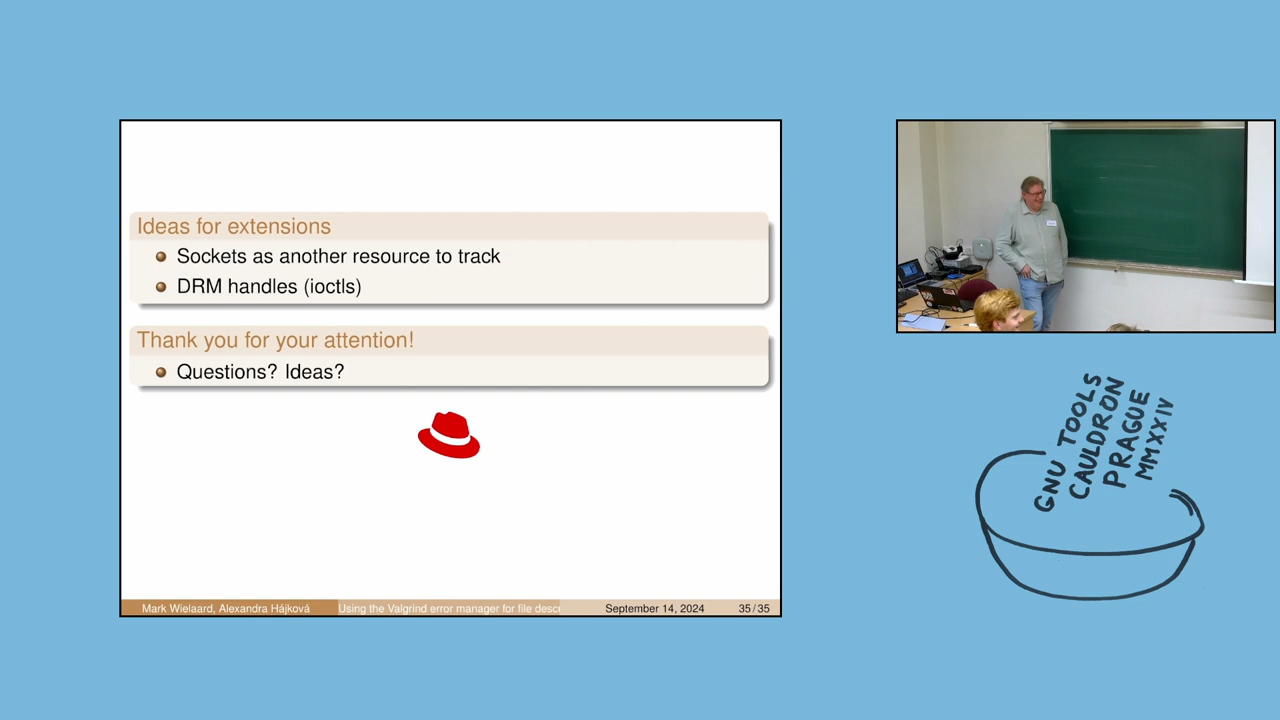 Ideas for extensions
Sockets as another resource to track
DRM handles (ioctls)
Thank you for your attention!
Questions? Ideas?
Mark Wielaard, Alexandra Hájková
Using the Valgrind error manager for file desc
September 14, 2024
35 / 35
GNU TOOLS
CAULDRON
PRAGUE
MMXXIV